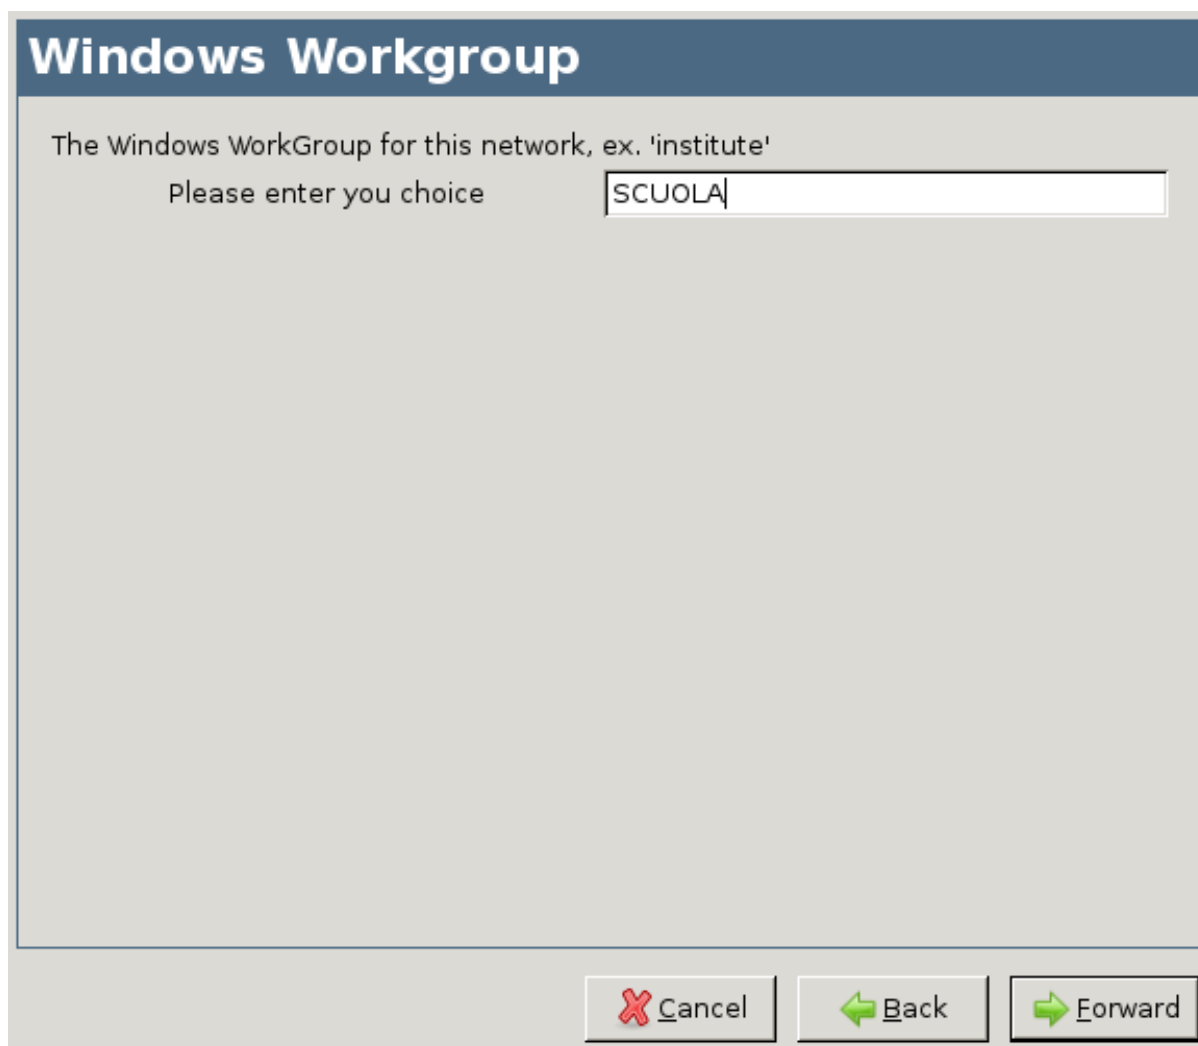 Windows Workgroup
The Windows WorkGroup for this network, ex. 'institute'
Please enter you choice SCUOLA
Cancel Back Forward